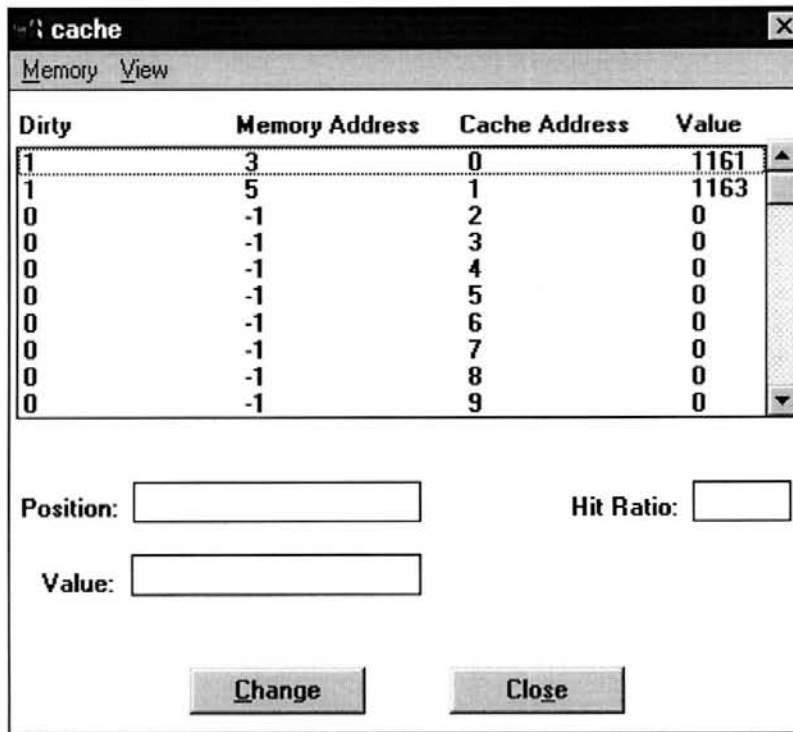 cache
Memory View
Dirty Memory Address Cache Address Value
1 3 0 1161
1 5 1 1163
0 -1 2 0
0 -1 3 0
0 -1 4 0
0 -1 5 0
0 -1 6 0
0 -1 7 0
0 -1 8 0
0 -1 9 0
Position: Hit Ratio:
Value:
Change Close